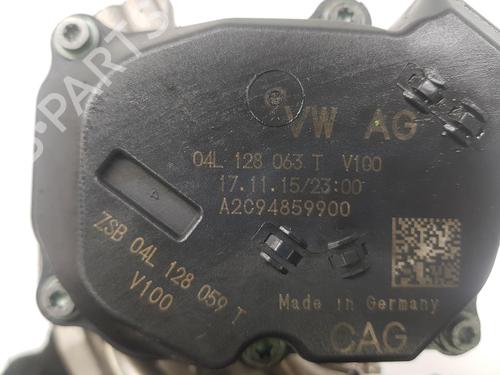 VW AG
04L 128 063 T V100
17.11.15/23:00
A2C94859900
ZSB 04L 128 059 T
V100
Made in Germany
CAG